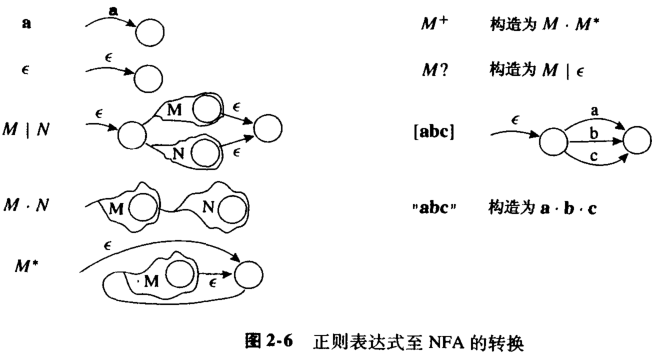 a
a
ϵ
ϵ
M | N
ϵ
M
ϵ
N
ϵ
M · N
M
N
M*
ϵ
M
ϵ
M+ 构造为 M · M*
M? 构造为 M | ϵ
[abc]
ϵ
a
b
c
"abc" 构造为 a · b · c
图 2-6 正则表达式至 NFA 的转换